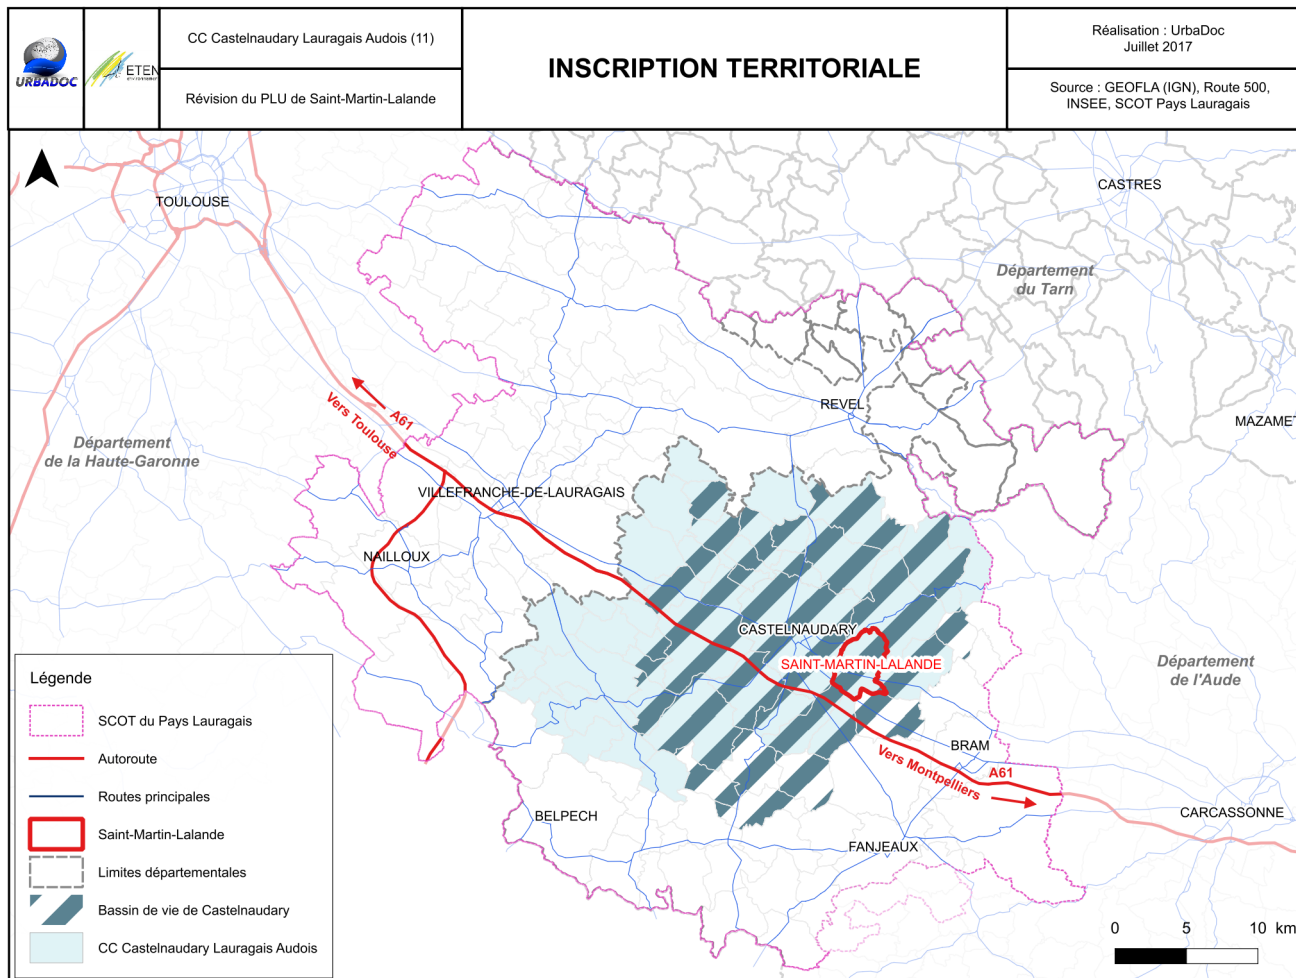 URBADOC
ETEN
environnement
CC Castelnaudary Lauragais Audois (11)
Révision du PLU de Saint-Martin-Lalande
INSCRIPTION TERRITORIALE
Réalisation : UrbaDoc
Juillet 2017
Source : GEOFLA (IGN), Route 500,
INSEE, SCOT Pays Lauragais
TOULOUSE
CASTRES
Département
du Tarn
A61
Vers Toulouse
REVEL
MAZAMET
Département
de la Haute-Garonne
VILLEFRANCHE-DE-LAURAGAIS
NAILLOUX
CASTELNAUDARY
SAINT-MARTIN-LALANDE
Département
de l'Aude
BRAM
Vers Montpelliers
A61
BELPECH
CARCASSONNE
FANJEAUX
Légende
SCOT du Pays Lauragais
Autoroute
Routes principales
Saint-Martin-Lalande
Limites départementales
Bassin de vie de Castelnaudary
CC Castelnaudary Lauragais Audois
0 5 10 km